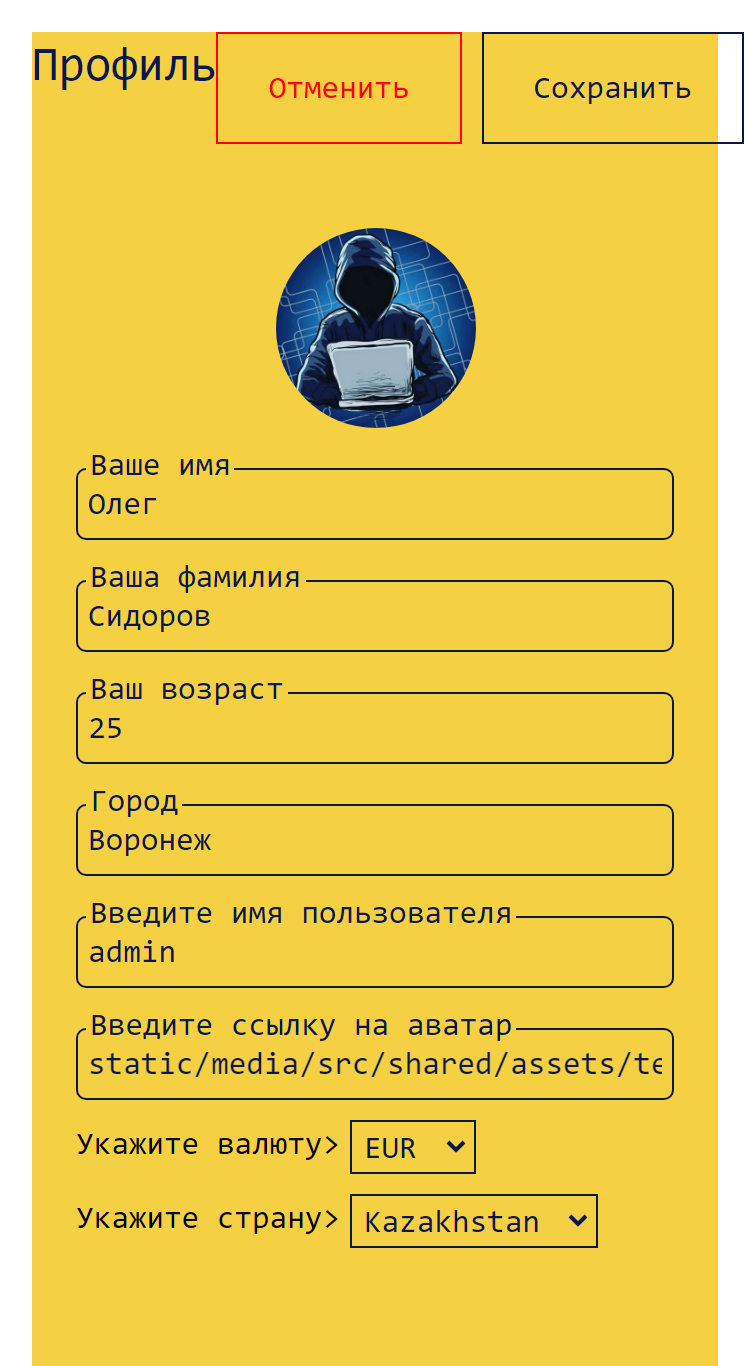 Профиль Отменить Сохранить
Ваше имя
Олег
Ваша фамилия
Сидоров
Ваш возраст
25
Город
Воронеж
Введите имя пользователя
admin
Введите ссылку на аватар
static/media/src/shared/assets/te
Укажите валюту> EUR
Укажите страну> Kazakhstan